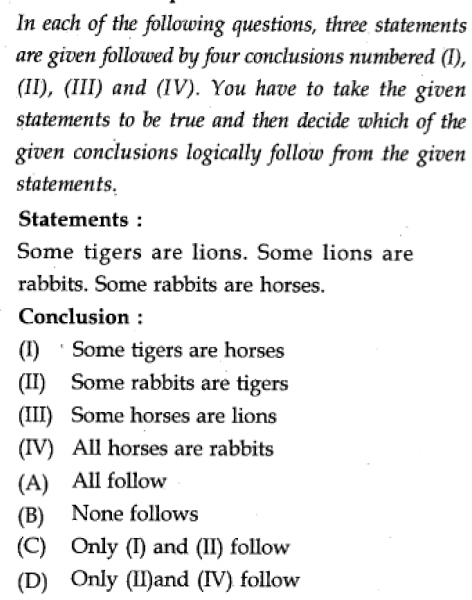 In each of the following questions, three statements
are given followed by four conclusions numbered (I),
(II), (III) and (IV). You have to take the given
statements to be true and then decide which of the
given conclusions logically follow from the given
statements.
Statements :
Some tigers are lions. Some lions are
rabbits. Some rabbits are horses.
Conclusion :
(I) Some tigers are horses
(II) Some rabbits are tigers
(III) Some horses are lions
(IV) All horses are rabbits
(A) All follow
(B) None follows
(C) Only (I) and (II) follow
(D) Only (II)and (IV) follow